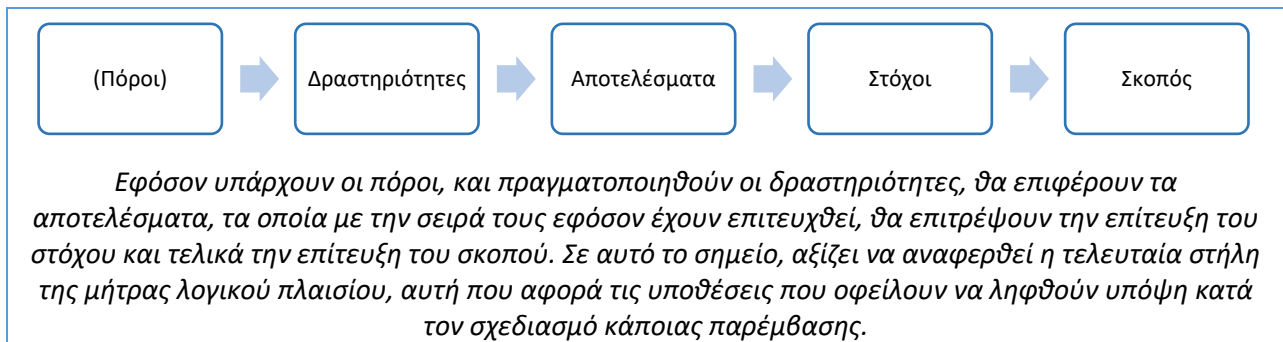 (Πόροι) Δραστηριότητες Αποτελέσματα Στόχοι Σκοπός
Εφόσον υπάρχουν οι πόροι, και πραγματοποιηθούν οι δραστηριότητες, θα επιφέρουν τα
αποτελέσματα, τα οποία με την σειρά τους εφόσον έχουν επιτευχθεί, θα επιτρέψουν την επίτευξη του
στόχου και τελικά την επίτευξη του σκοπού. Σε αυτό το σημείο, αξίζει να αναφερθεί η τελευταία στήλη
της μήτρας λογικού πλαισίου, αυτή που αφορά τις υποθέσεις που οφείλουν να ληφθούν υπόψη κατά
τον σχεδιασμό κάποιας παρέμβασης.